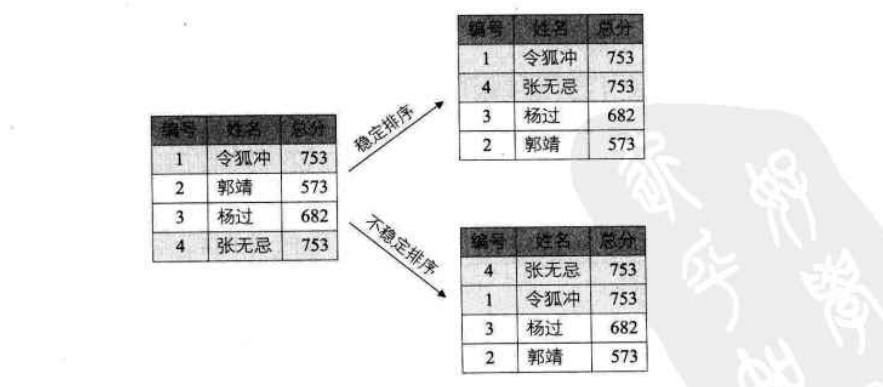 编号 姓名 总分
1 令狐冲 753
4 张无忌 753
3 杨过 682
2 郭靖 573
稳定排序
编号 姓名 总分
1 令狐冲 753
2 郭靖 573
3 杨过 682
4 张无忌 753
不稳定排序
编号 姓名 总分
4 张无忌 753
1 令狐冲 753
3 杨过 682
2 郭靖 573